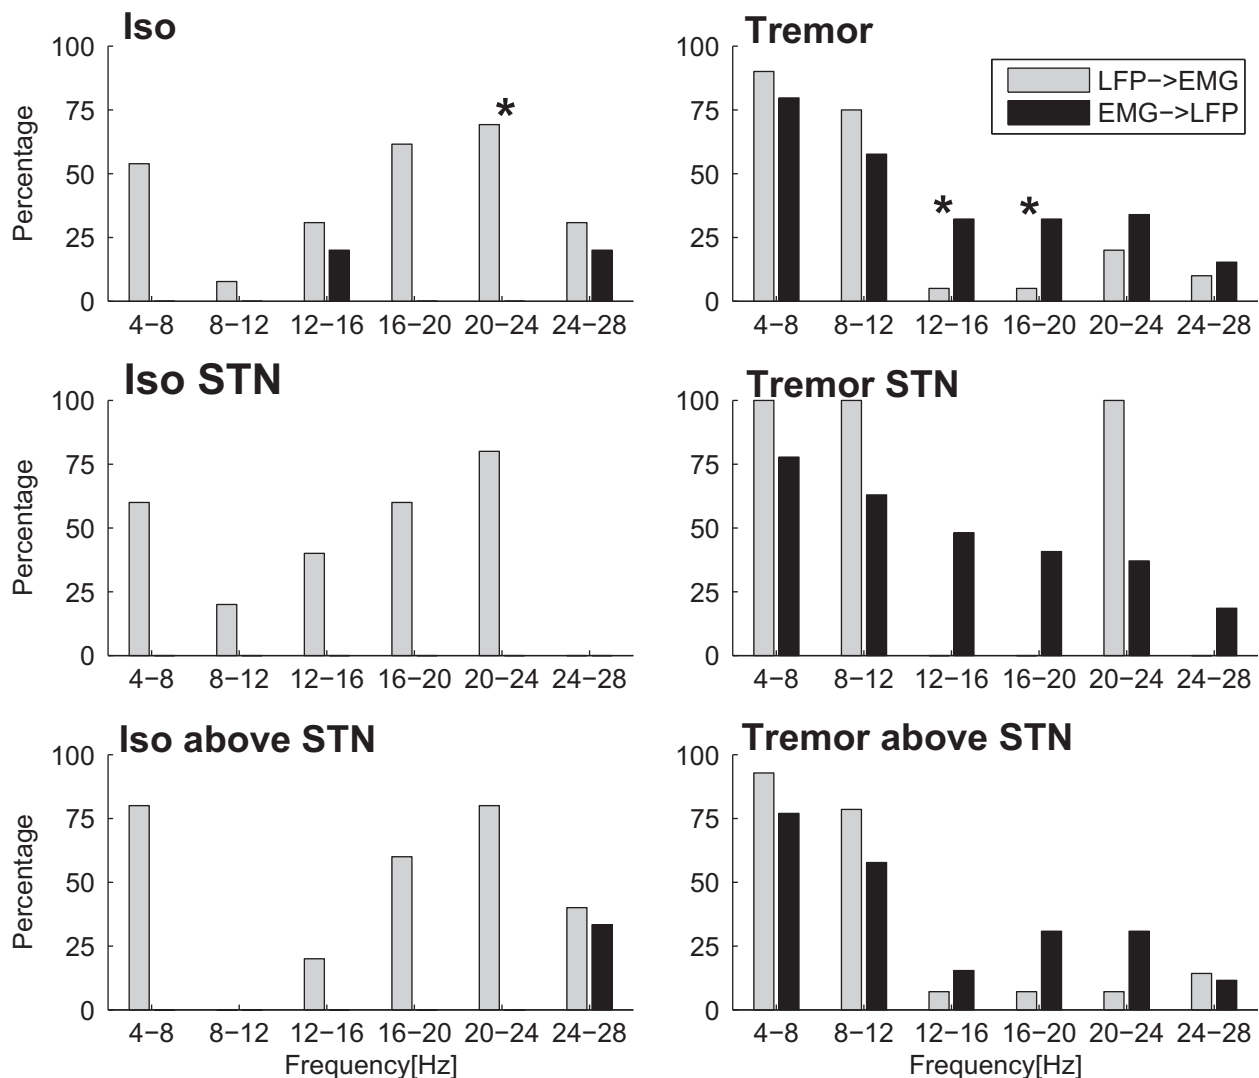 Iso
Percentage
100
75
50
25
0
*
4−8 8−12 12−16 16−20 20−24 24−28
Tremor
100
75
50
25
0
* *
LFP−>EMG
EMG−>LFP
4−8 8−12 12−16 16−20 20−24 24−28
Iso STN
Percentage
100
75
50
25
0
4−8 8−12 12−16 16−20 20−24 24−28
Tremor STN
100
75
50
25
0
4−8 8−12 12−16 16−20 20−24 24−28
Iso above STN
Percentage
100
75
50
25
0
4−8 8−12 12−16 16−20 20−24 24−28
Frequency[Hz]
Tremor above STN
100
75
50
25
0
4−8 8−12 12−16 16−20 20−24 24−28
Frequency[Hz]